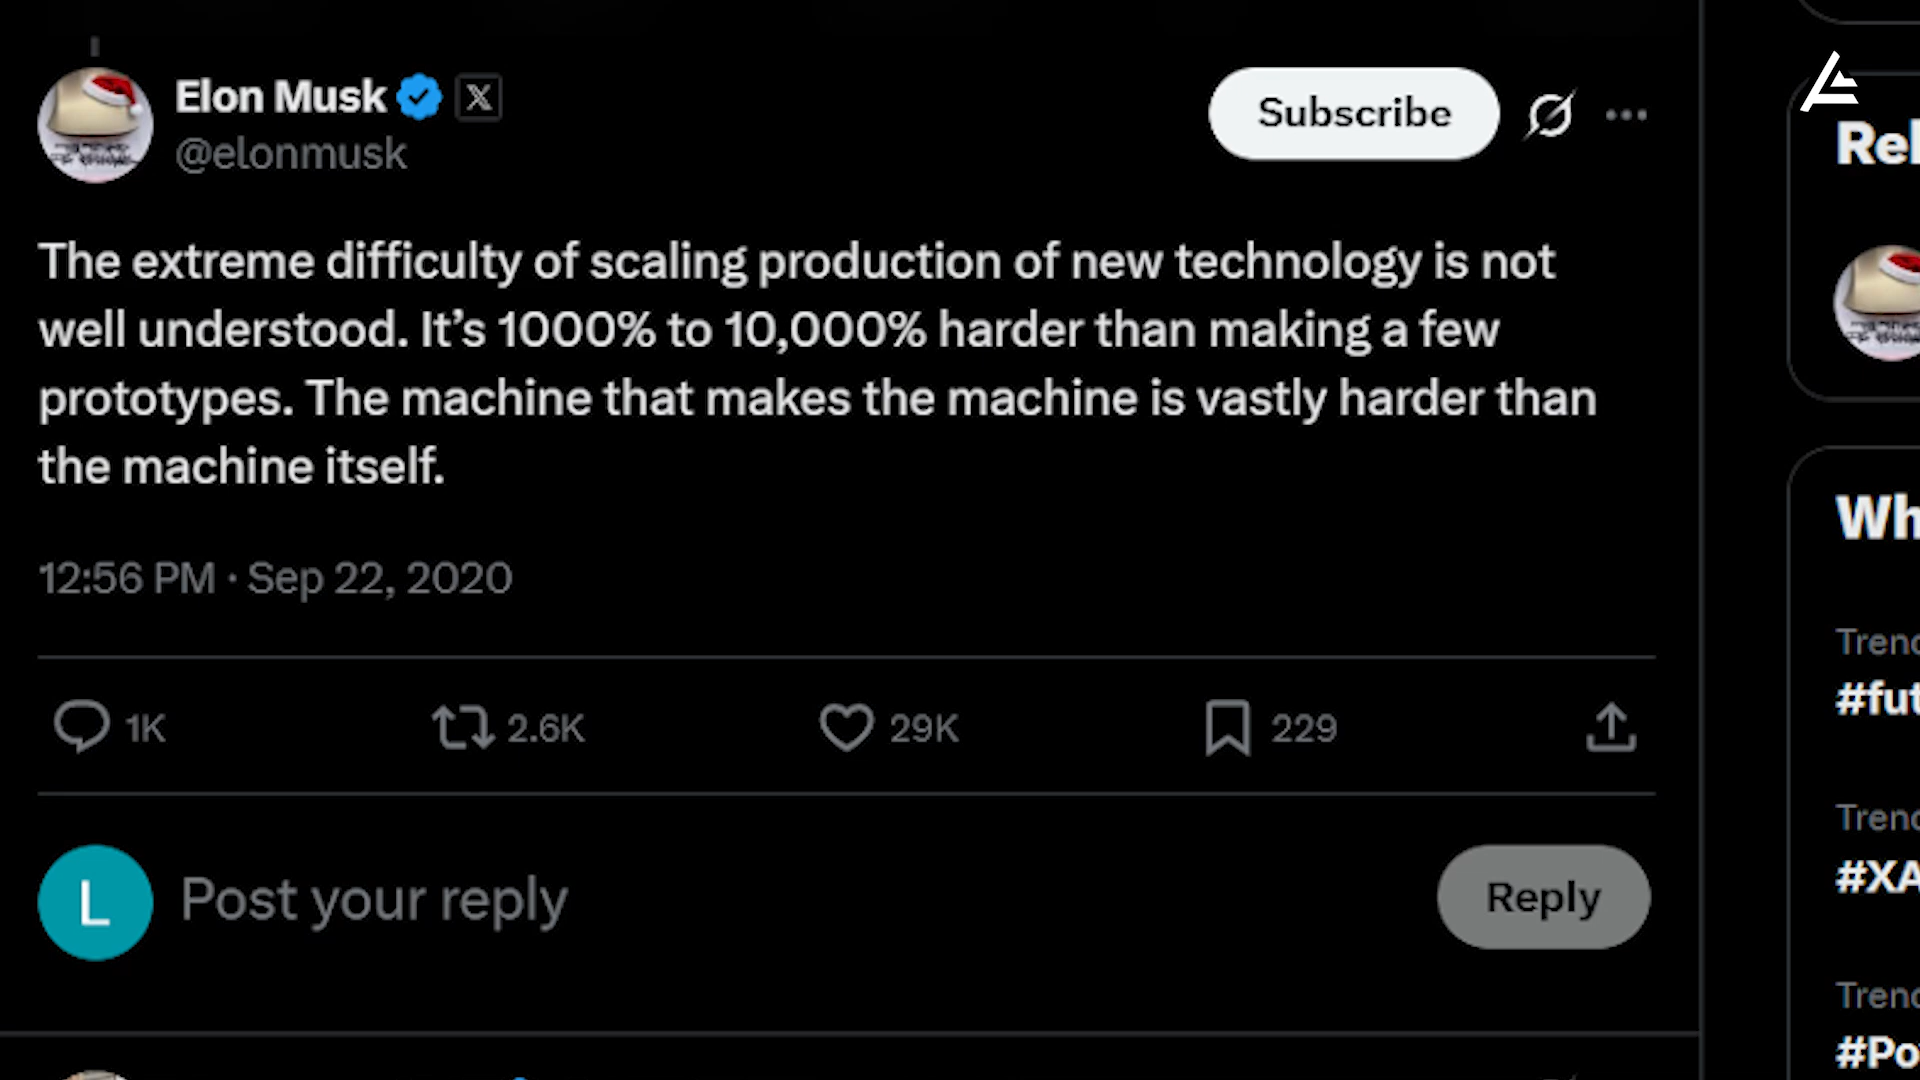 Elon Musk
@elonmusk
Subscribe
The extreme difficulty of scaling production of new technology is not
well understood. It’s 1000% to 10,000% harder than making a few
prototypes. The machine that makes the machine is vastly harder than
the machine itself.
12:56 PM · Sep 22, 2020
1K
2.6K
29K
229
L
Post your reply
Reply
Rel
Wh
Trend
#fut
Trend
#XA
Trend
#Po